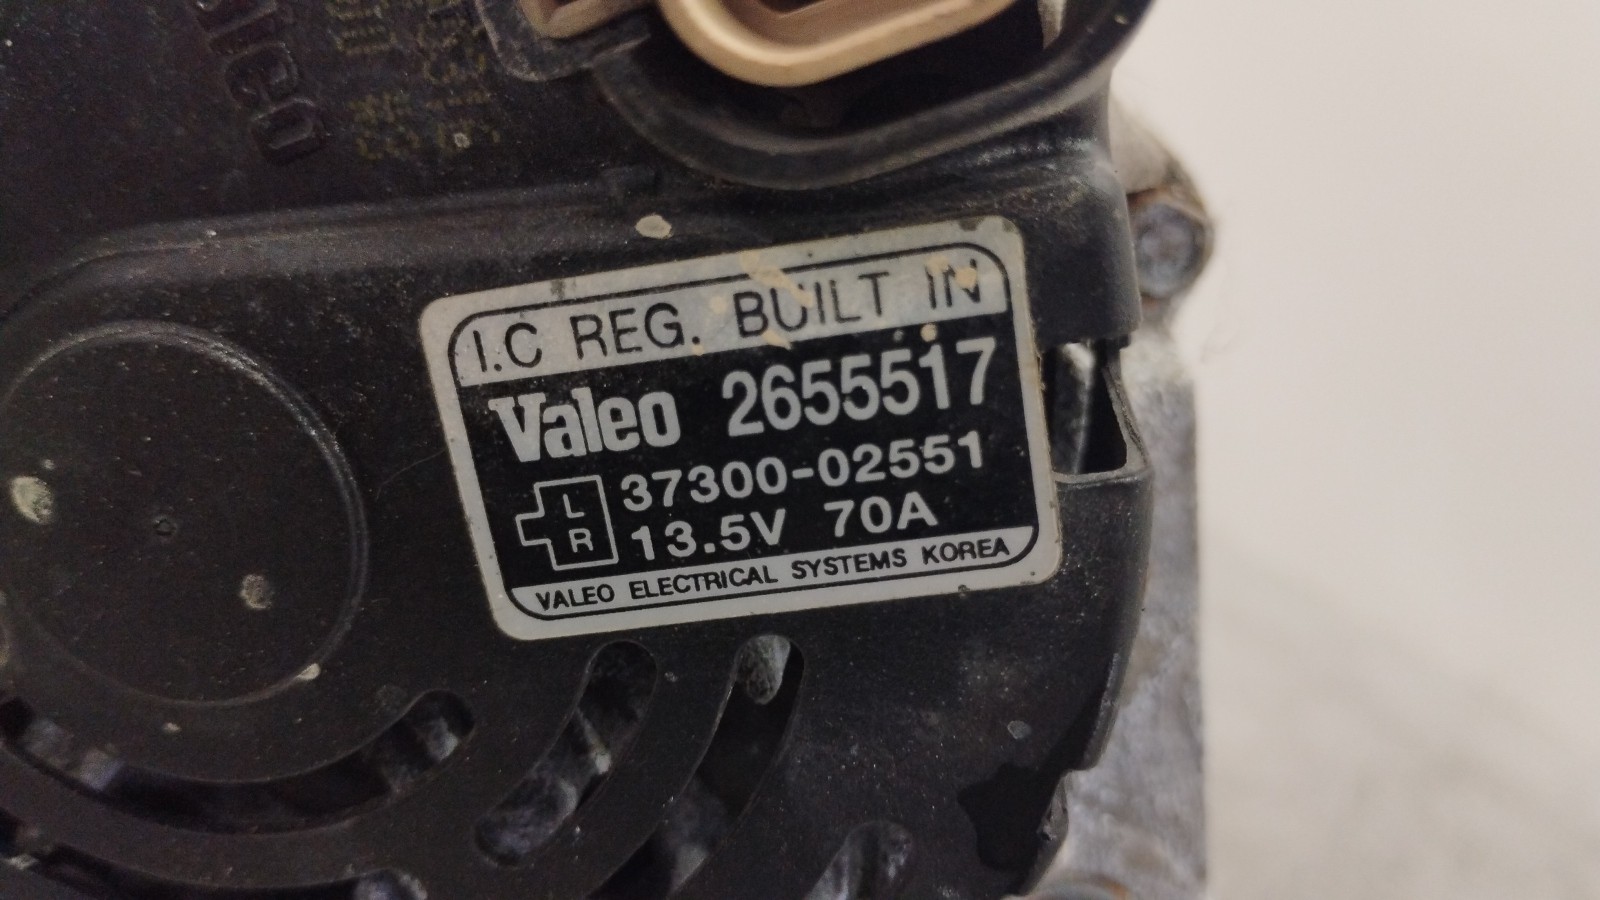 I.C REG. BUILT IN
Valeo 2655517
L 37300-02551
R 13.5V 70A
VALEO ELECTRICAL SYSTEMS KOREA